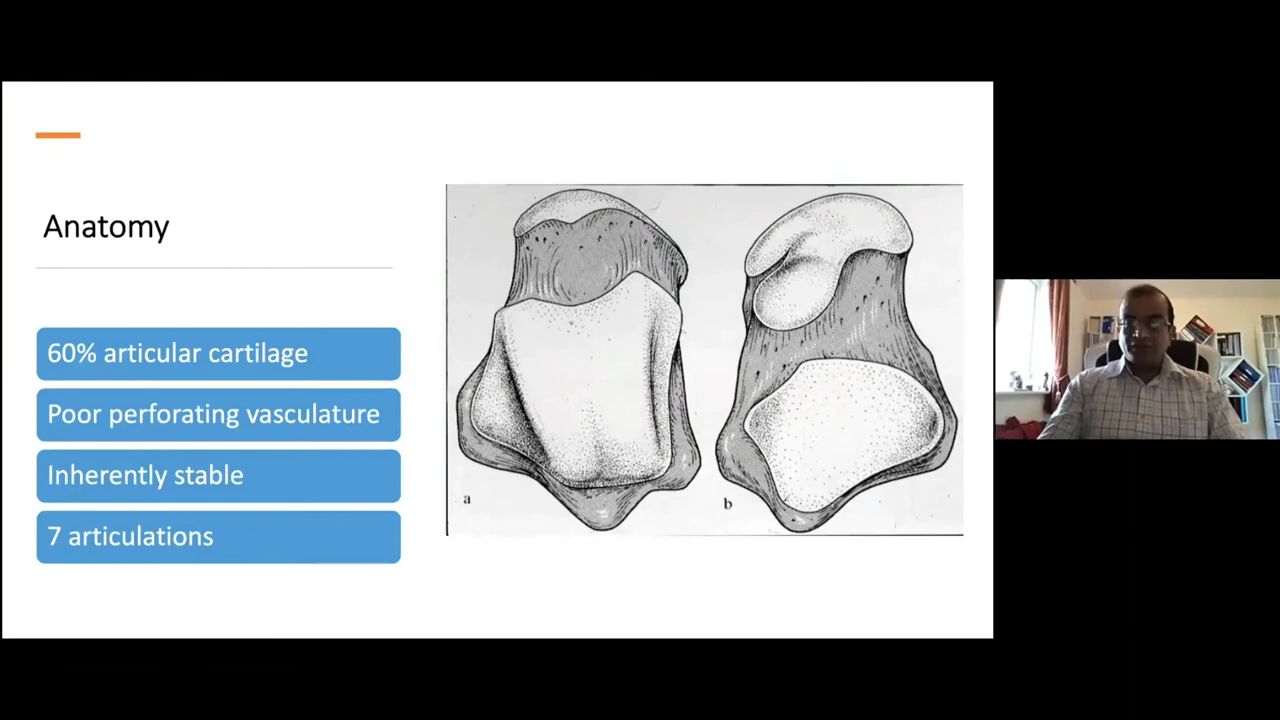 Anatomy
60% articular cartilage
Poor perforating vasculature
Inherently stable
7 articulations
a
b